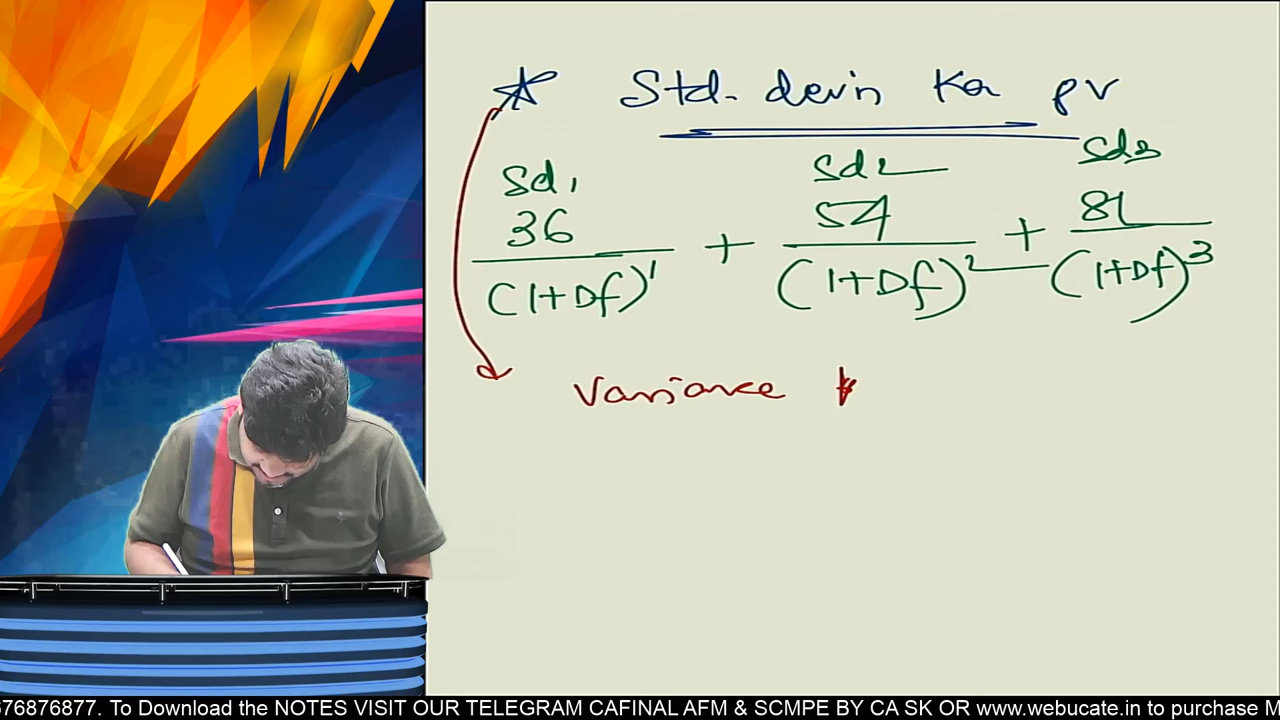 Std. devin Ka PV
Sd1 Sd2 Sd3
36 + 54 + 81
(1+Df)^1 (1+Df)^2 (1+Df)^3
Variance
676876877. To Download the NOTES VISIT OUR TELEGRAM CAFINAL AFM & SCMPE BY CA SK OR www.webucate.in to purchase M